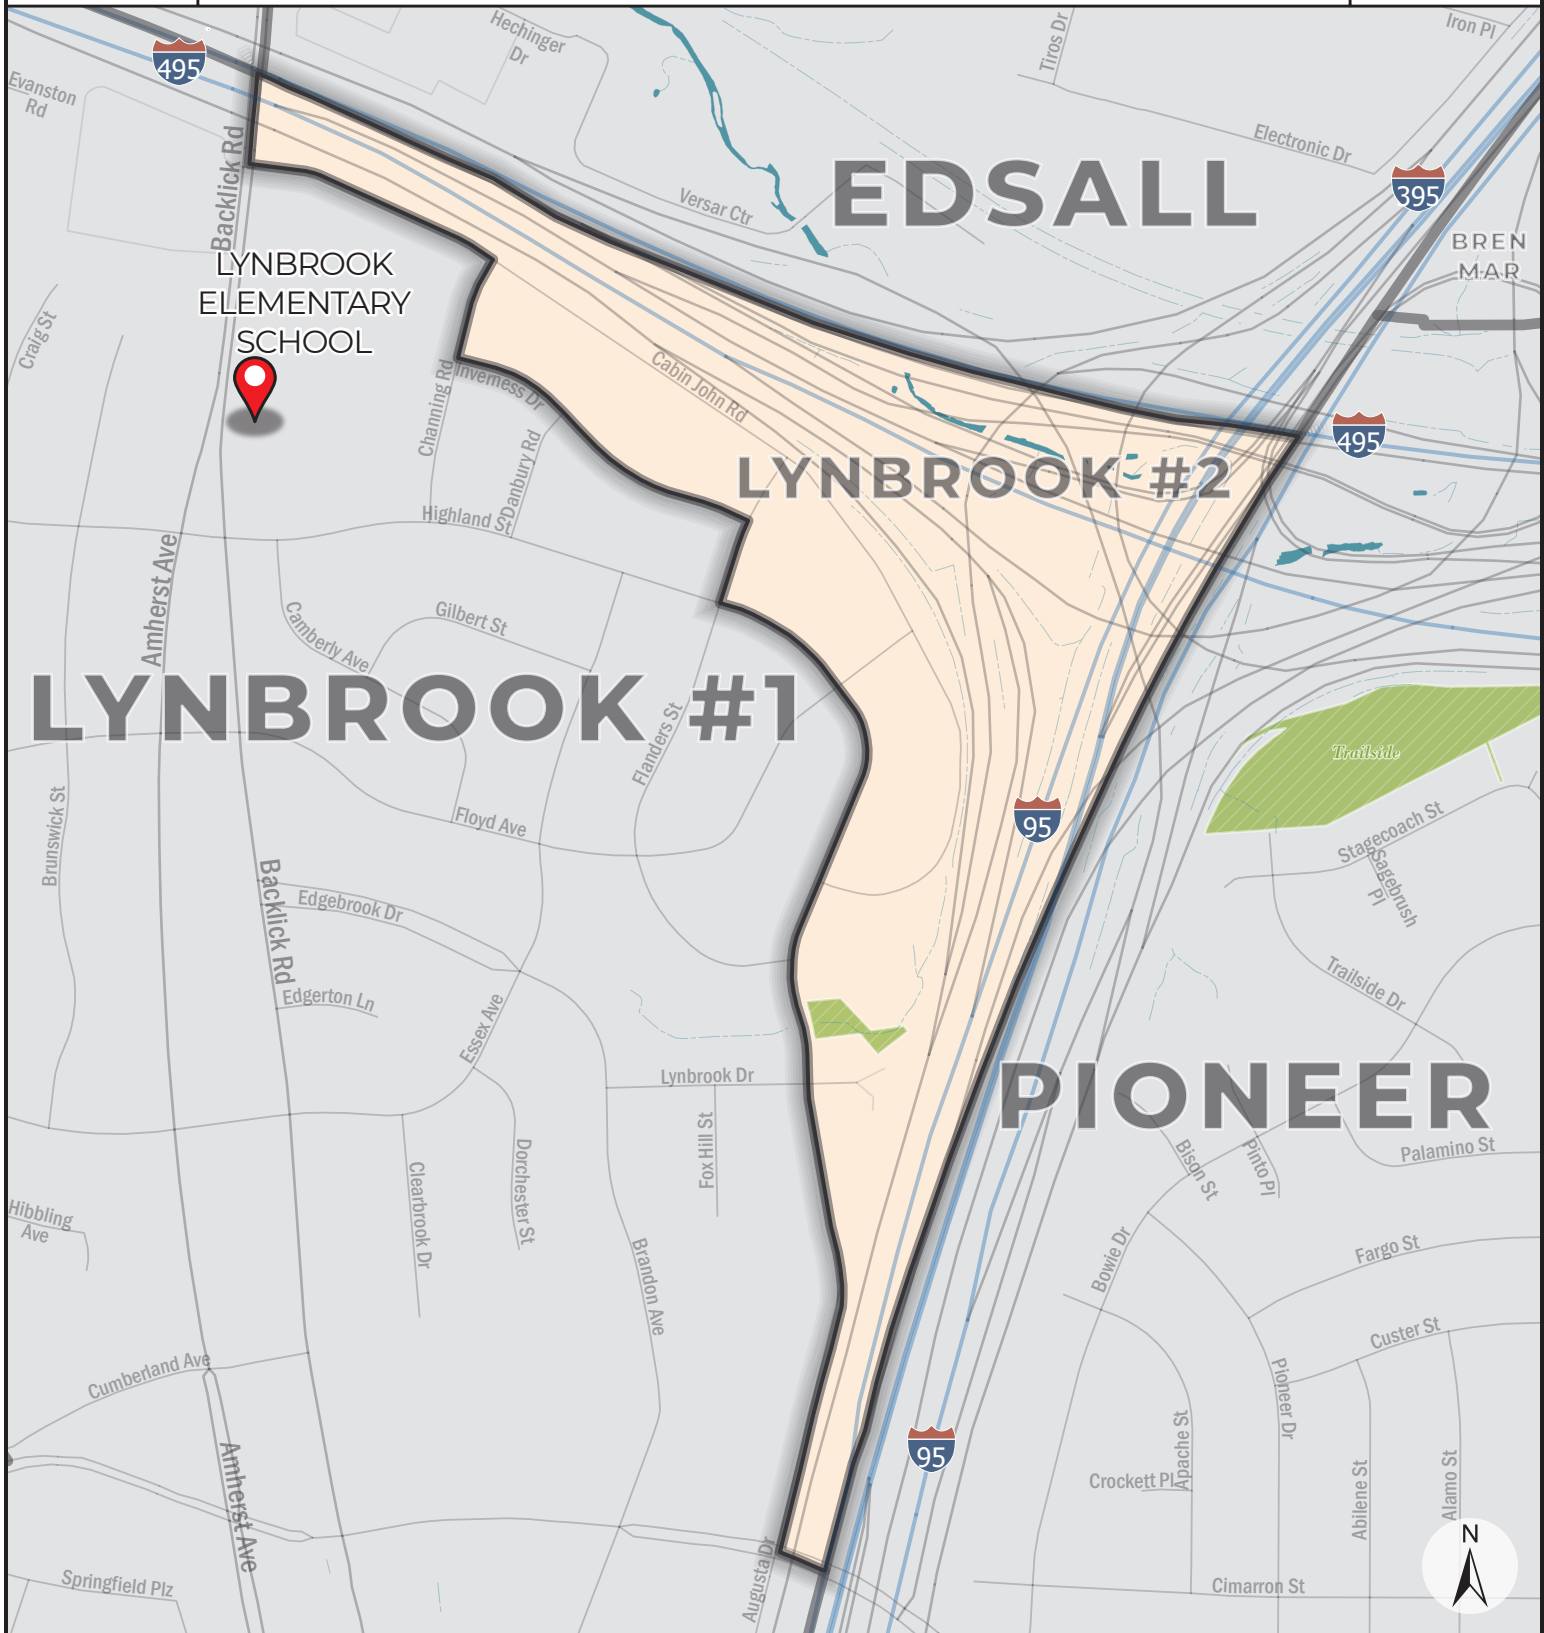 Hechinger
Dr
Tiros Dr
Iron Pl
495
Evanston
Rd
Electronic Dr
Backlick Rd
EDSALL
395
Versar Ctr
BREN
MAR
LYNBROOK
ELEMENTARY
SCHOOL
Craig St
Cabin John Rd
Channing Rd
Inverness Dr
495
Danbury Rd
LYNBROOK #2
Highland St
Amherst Ave
Camberly Ave
Gilbert St
LYNBROOK #1
Flanders St
Trailside
Brunswick St
Floyd Ave
95
Stagecoach St
Sagebrush
Pl
Backlick Rd
Edgebrook Dr
Trailside Dr
Edgerton Ln
Essex Ave
Lynbrook Dr
PIONEER
Fox Hill St
Dorchester St
Clearbrook Dr
Bison St
Pinto Pl
Palamino St
Hibbling
Ave
Brandon Ave
Bowie Dr
Fargo St
Custer St
Cumberland Ave
Pioneer Dr
Amherst Ave
95
Apache St
Crockett Pl
Abilene St
Alamo St
N
Augusta Dr
Springfield Plz
Cimarron St